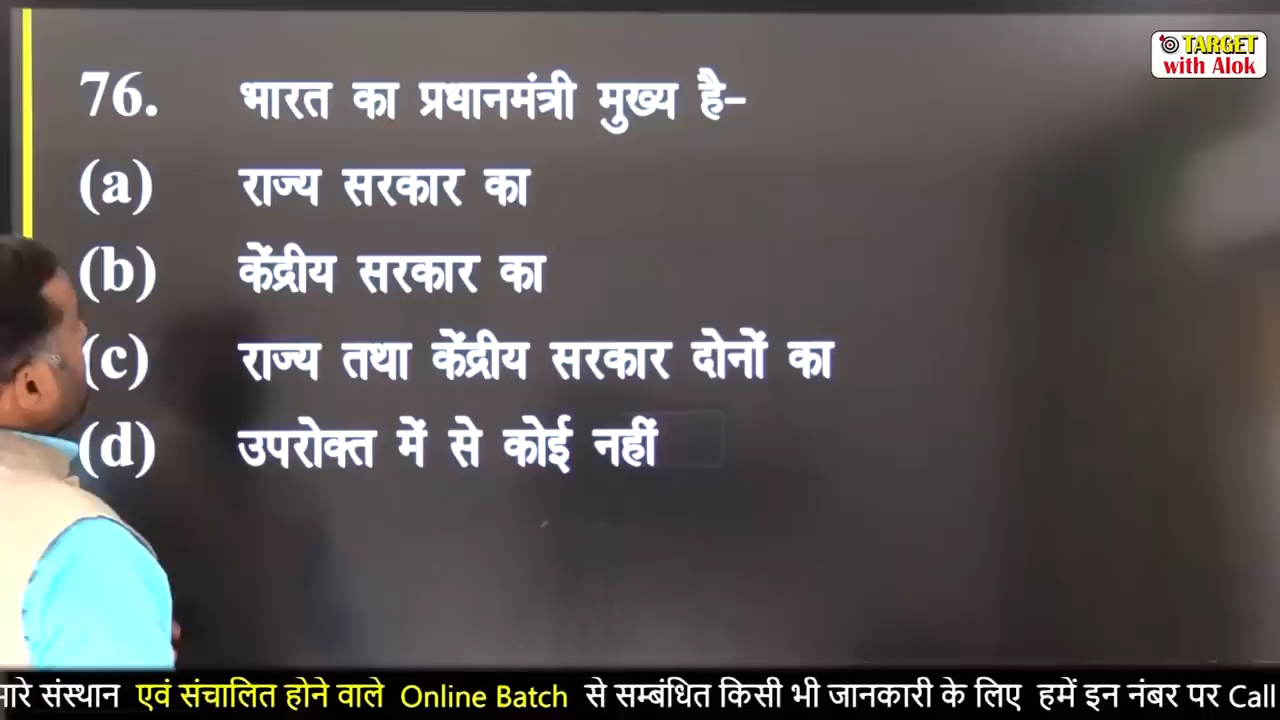 TARGET
with Alok
76. भारत का प्रधानमंत्री मुख्य है-
(a) राज्य सरकार का
(b) केंद्रीय सरकार का
(c) राज्य तथा केंद्रीय सरकार दोनों का
(d) उपरोक्त में से कोई नहीं
संस्थान एवं संचालित होने वाले Online Batch से सम्बंधित किसी भी जानकारी के लिए हमें इन नंबर पर Call